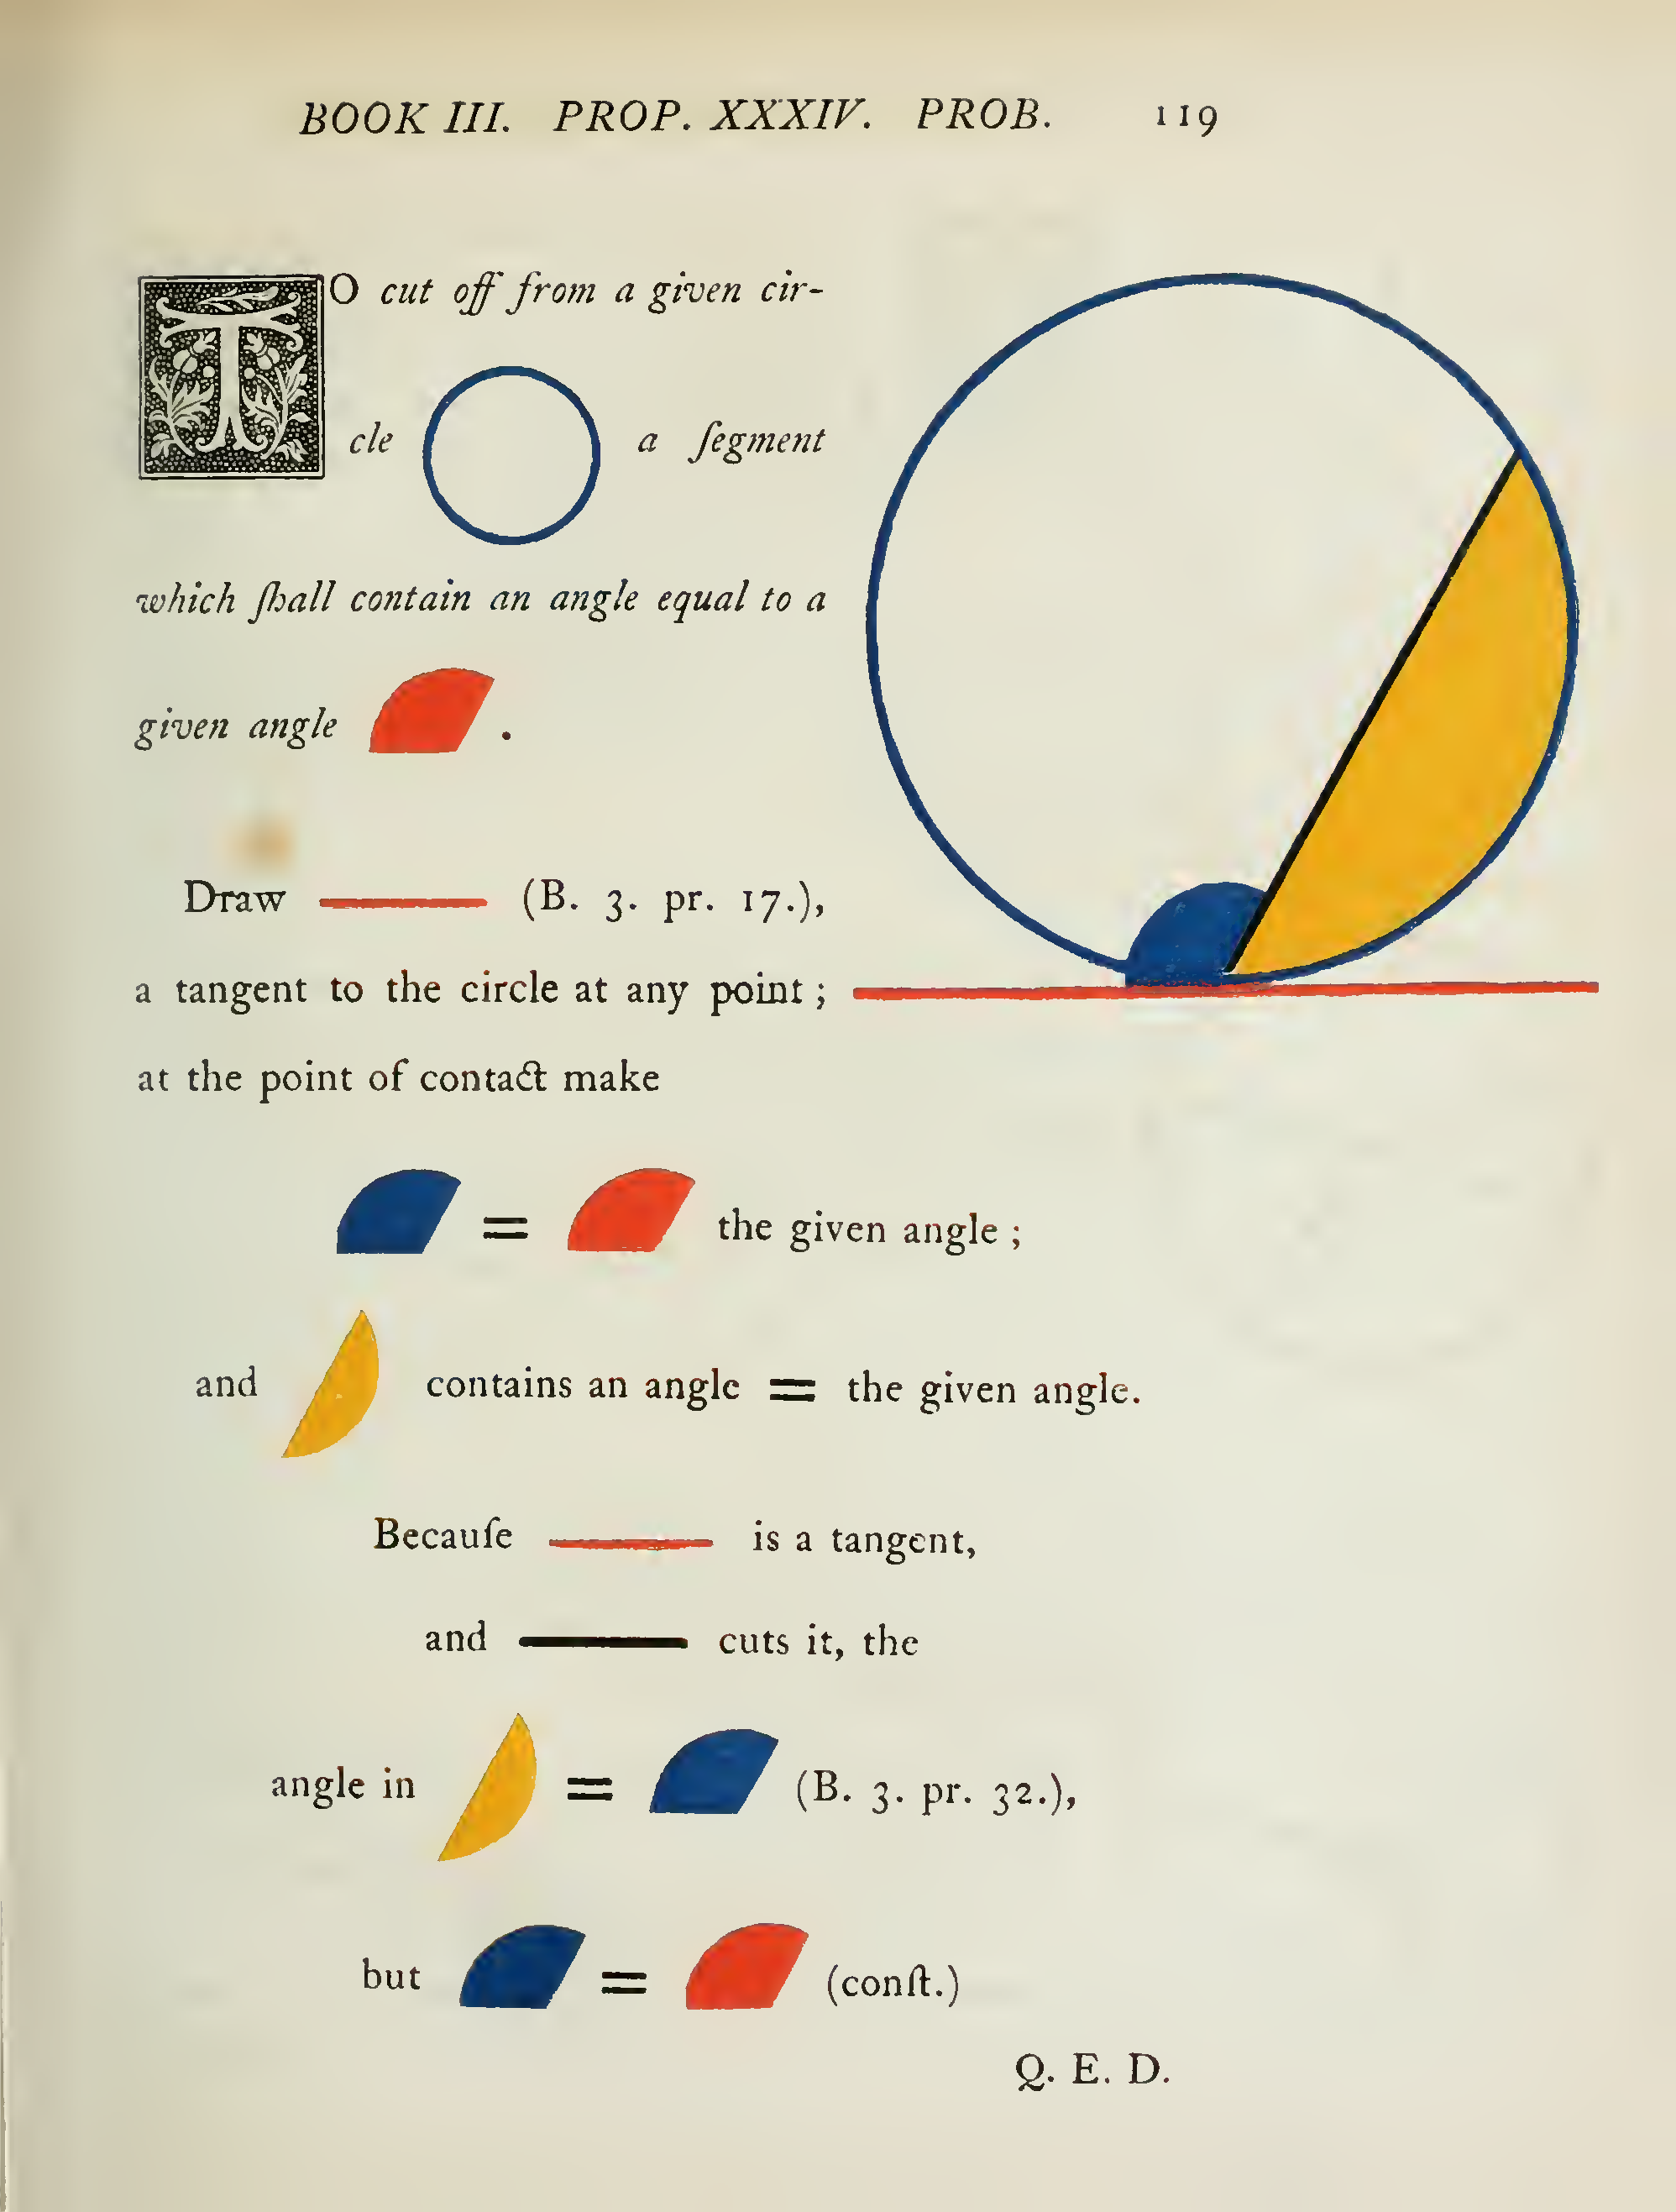 BOOK III. PROP. XXXIV. PROB. 119
TO cut off from a given cir-
cle a ſegment
which ſhall contain an angle equal to a
given angle .
Draw (B. 3. pr. 17.),
a tangent to the circle at any point ;
at the point of contact make
= the given angle ;
and contains an angle = the given angle.
Becauſe is a tangent,
and cuts it, the
angle in = (B. 3. pr. 32.),
but = (conſt.)
Q. E. D.